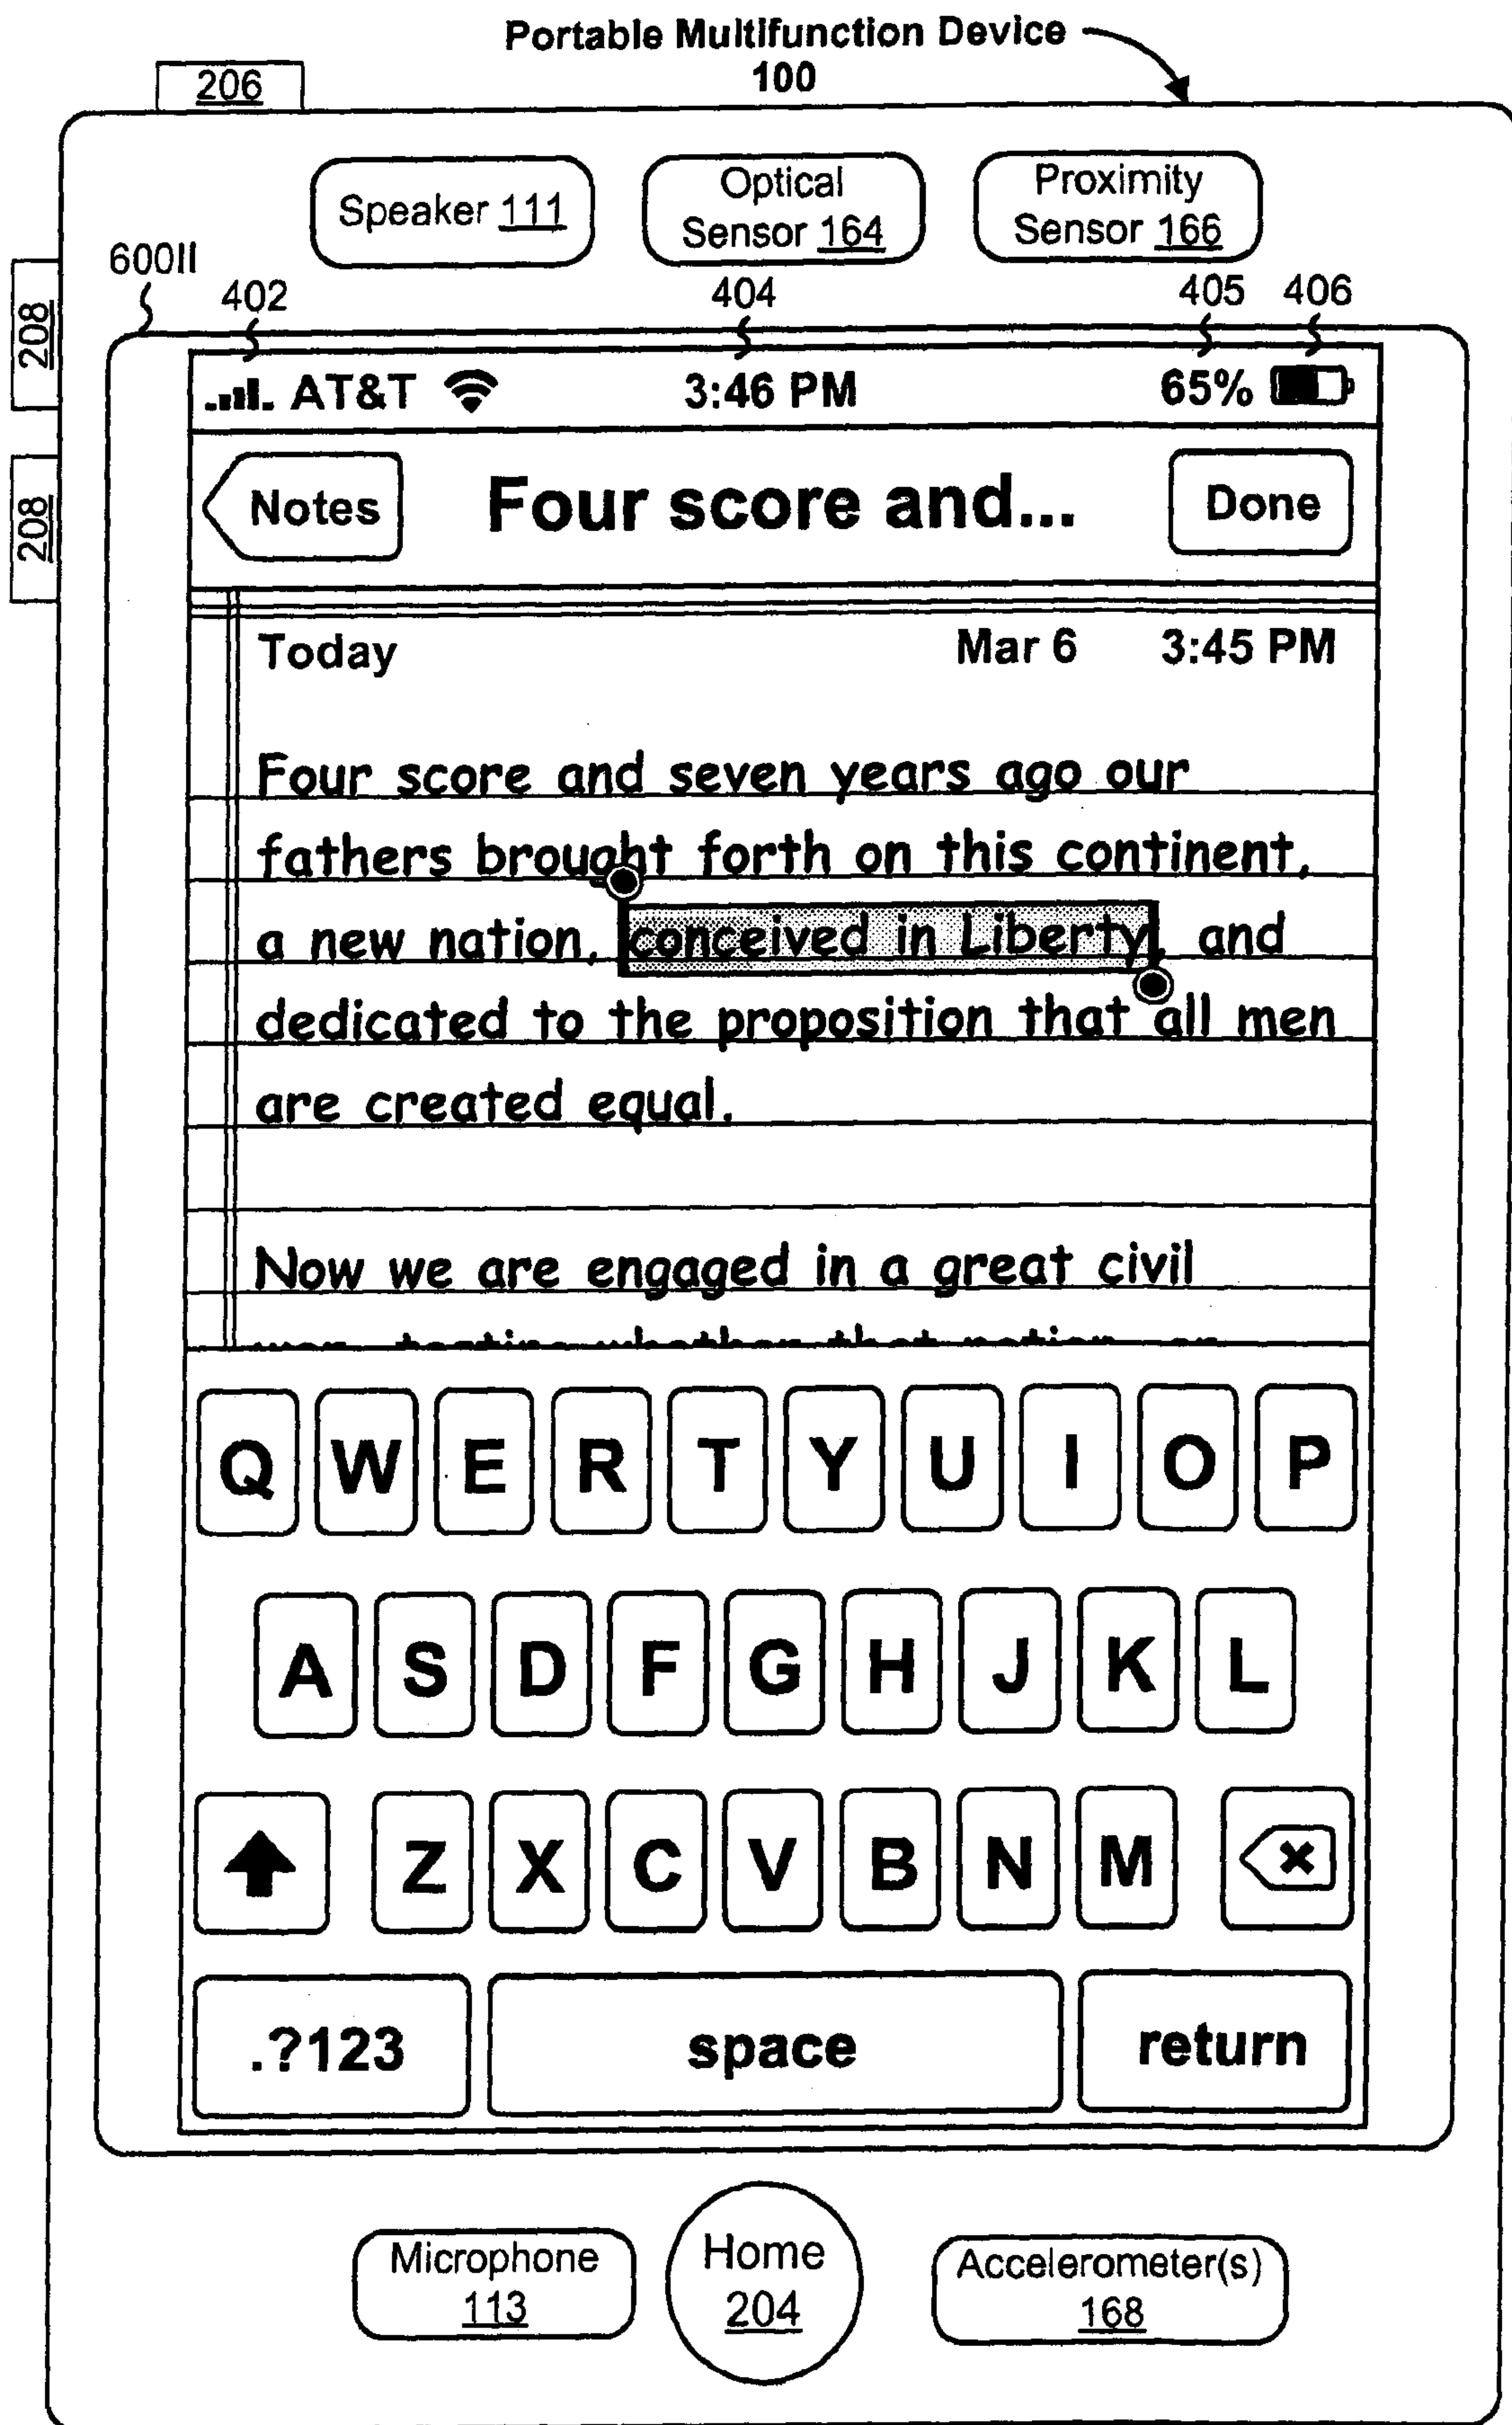 Portable Multifunction Device
100
206
Speaker 111
Optical Sensor 164
Proximity Sensor 166
600II
402
404
405
406
208
208
AT&T
3:46 PM
65%
Notes
Four score and...
Done
Today
Mar 6
3:45 PM
Four score and seven years ago our
fathers brought forth on this continent,
a new nation, conceived in Liberty, and
dedicated to the proposition that all men
are created equal.
Now we are engaged in a great civil
Q W E R T Y U I O P
A S D F G H J K L
Z X C V B N M
.?123
space
return
Microphone
113
Home
204
Accelerometer(s)
168